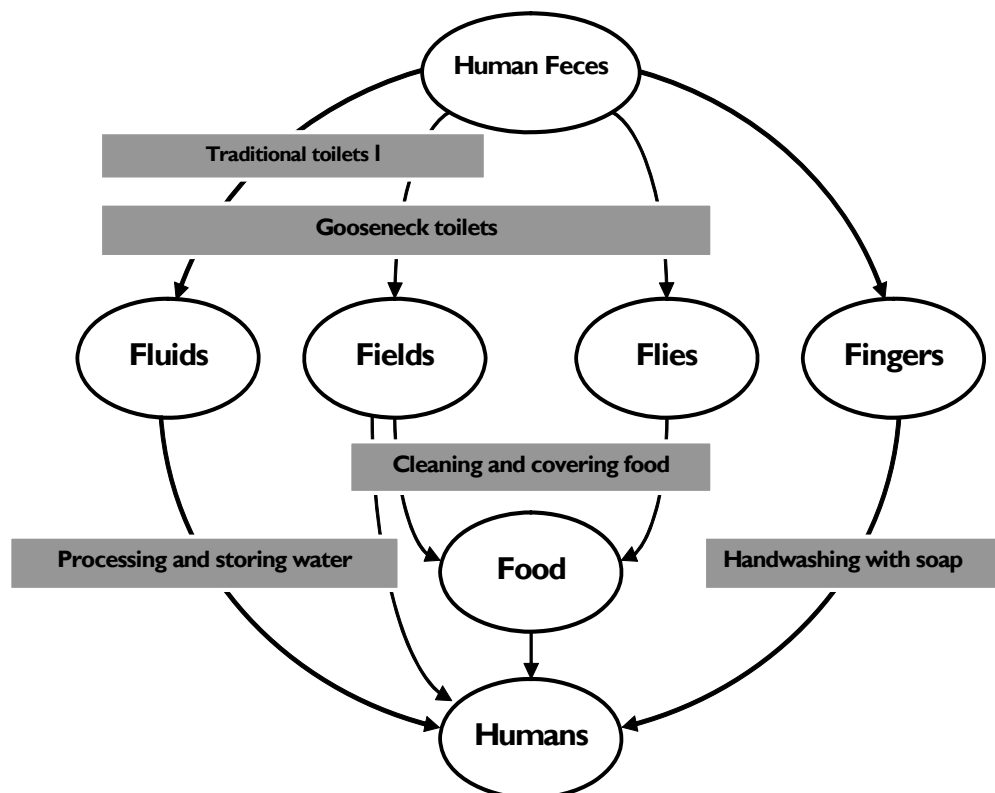 Human Feces
Traditional toilets I
Gooseneck toilets
Fluids
Fields
Flies
Fingers
Cleaning and covering food
Processing and storing water
Food
Handwashing with soap
Humans